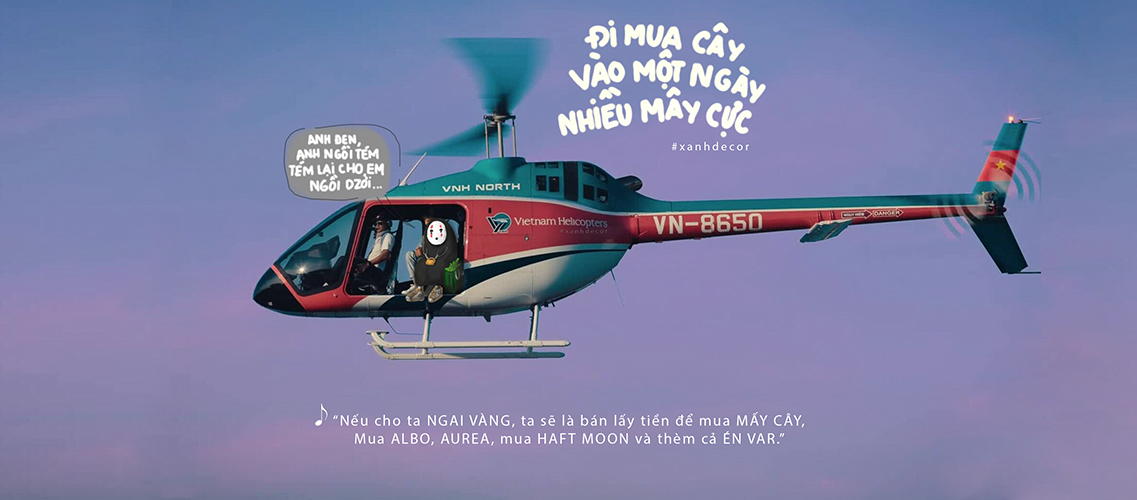 ĐI MUA CÂY
VÀO MỘT NGÀY
NHIỀU MÂY CỰC
#xanhdecor
ANH ĐEN,
ANH NGỒI TÉM
TÉM LẠI CHO EM
NGỒI DZỚI...
VNH NORTH
Vietnam Helicopters
#xanhdecor
VN-8650
DANGER
“Nếu cho ta NGAI VÀNG, ta sẽ là bán lấy tiền để mua MẤY CÂY,
Mua ALBO, AUREA, mua HAFT MOON và thèm cả ÉN VAR.”